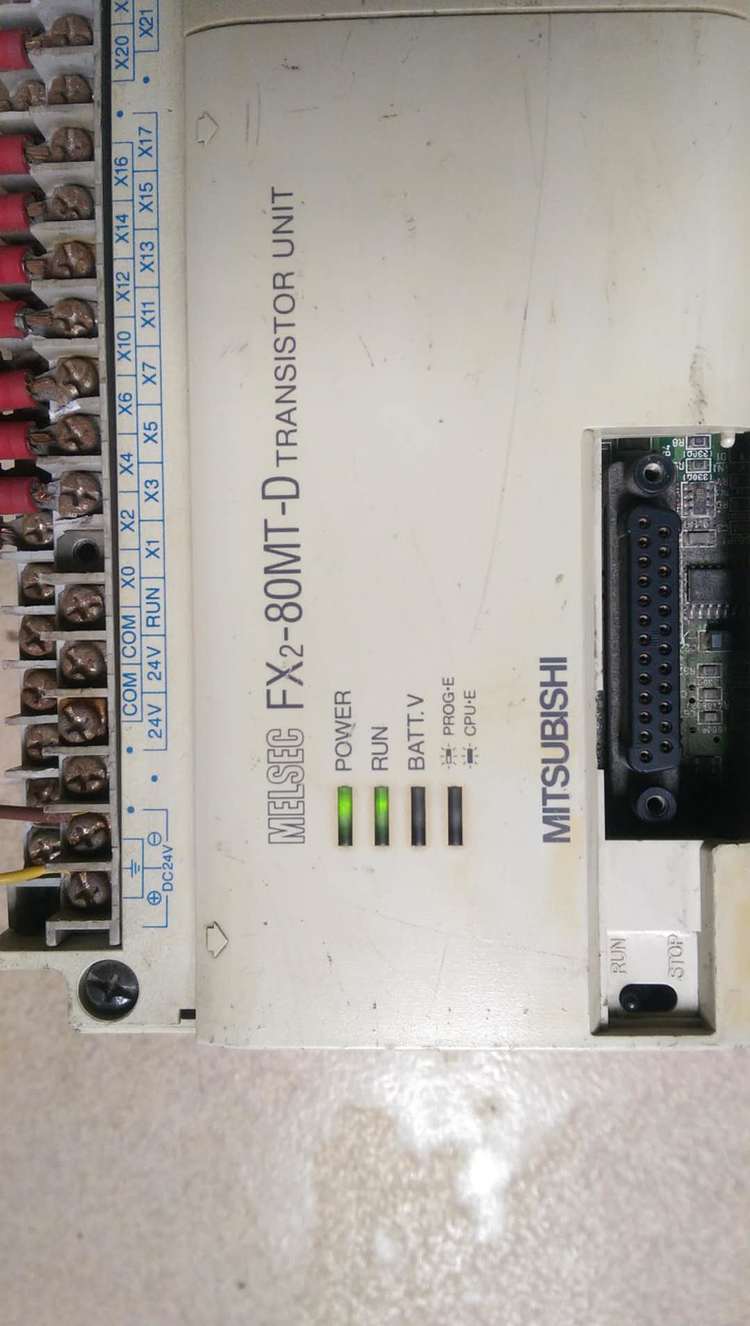 MELSEC FX2-80MT-D TRANSISTOR UNIT
POWER
RUN
BATT.V
PROG·E
CPU·E
MITSUBISHI
RUN
STOP
COM COM X0 X2 X4 X6 X10 X12 X14 X16 X20
24V 24V RUN X1 X3 X5 X7 X11 X13 X15 X17 X21
⊕ ⏚ ⊖
DC24V
R8